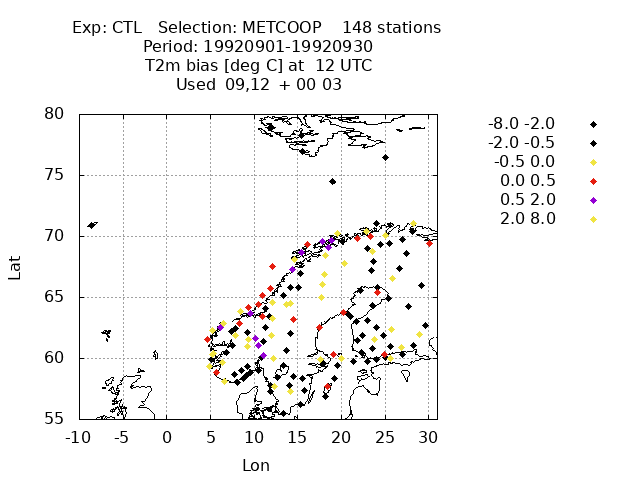 Exp: CTL   Selection: METCOOP    148 stations
Period: 19920901-19920930
T2m bias [deg C] at  12 UTC
Used  09,12  + 00 03
80
75
70
65
60
55
Lat
-10 -5 0 5 10 15 20 25 30
Lon
-8.0 -2.0
-2.0 -0.5
-0.5 0.0
0.0 0.5
0.5 2.0
2.0 8.0